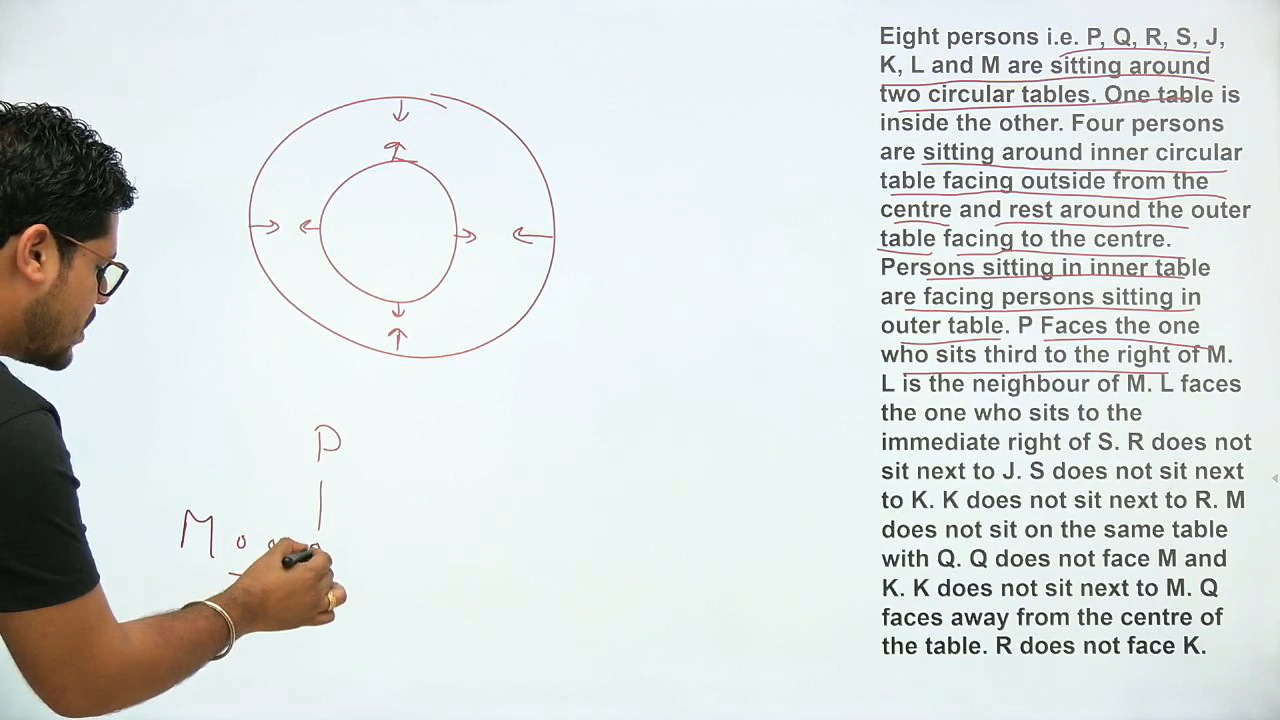 Eight persons i.e. P, Q, R, S, J,
K, L and M are sitting around
two circular tables. One table is
inside the other. Four persons
are sitting around inner circular
table facing outside from the
centre and rest around the outer
table facing to the centre.
Persons sitting in inner table
are facing persons sitting in
outer table. P Faces the one
who sits third to the right of M.
L is the neighbour of M. L faces
the one who sits to the
immediate right of S. R does not
sit next to J. S does not sit next
to K. K does not sit next to R. M
does not sit on the same table
with Q. Q does not face M and
K. K does not sit next to M. Q
faces away from the centre of
the table. R does not face K.
P
M